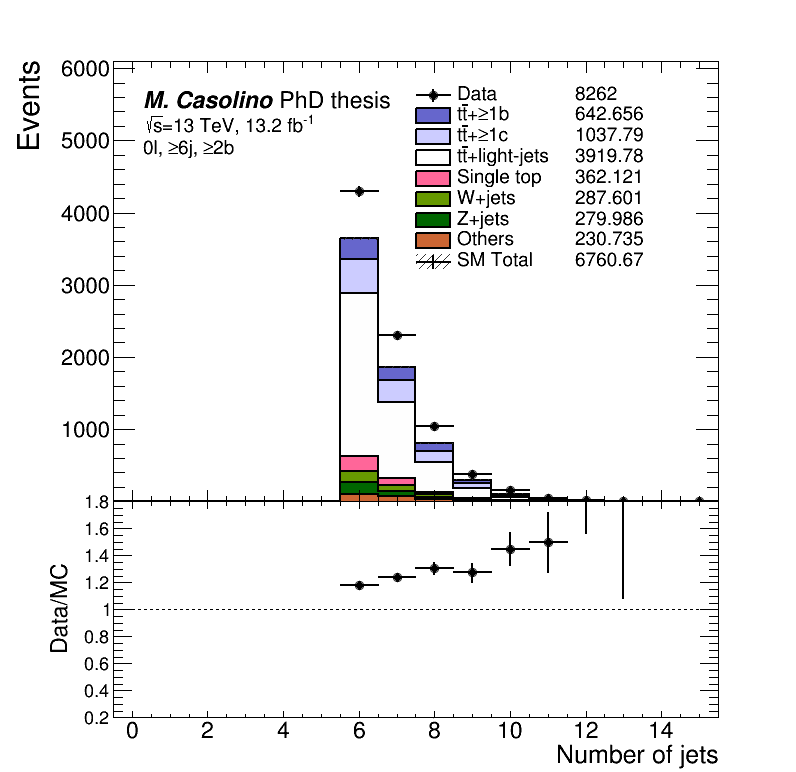 Events
6000
5000
4000
3000
2000
1000
M. Casolino PhD thesis
√s=13 TeV, 13.2 fb⁻¹
0l, ≥6j, ≥2b
Data 8262
tt̄+≥1b 642.656
tt̄+≥1c 1037.79
tt̄+light-jets 3919.78
Single top 362.121
W+jets 287.601
Z+jets 279.986
Others 230.735
SM Total 6760.67
Data/MC
1.8
1.6
1.4
1.2
1
0.8
0.6
0.4
0.2
0 2 4 6 8 10 12 14
Number of jets